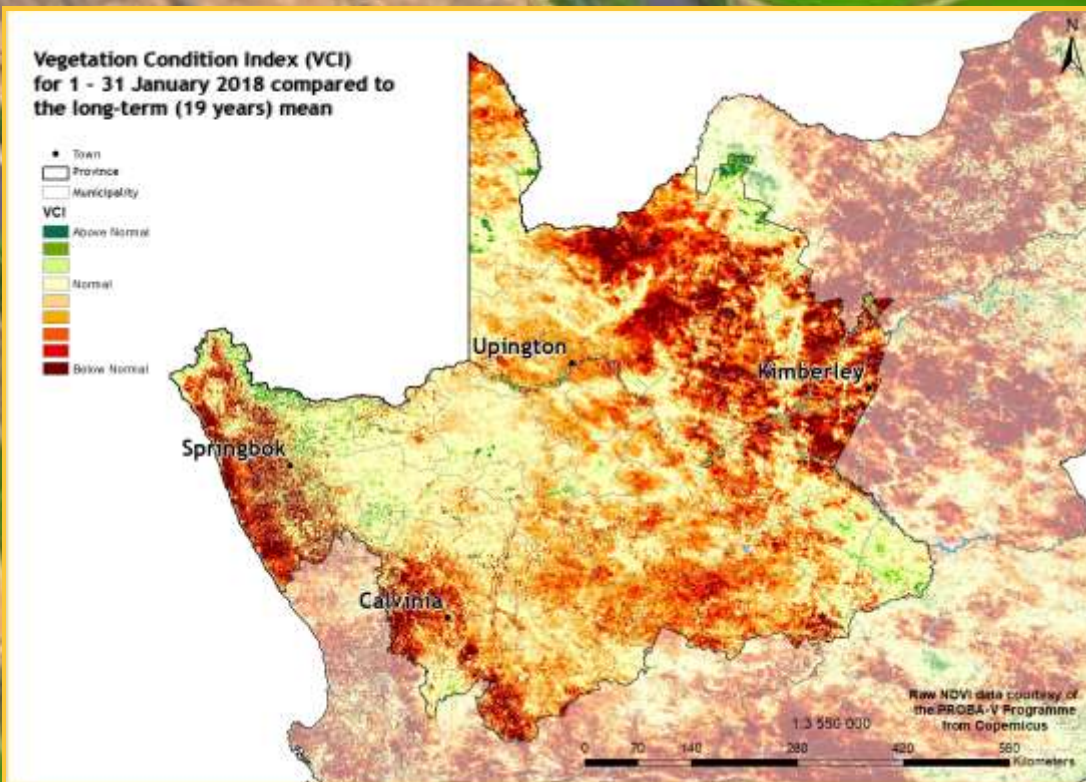 Vegetation Condition Index (VCI)
for 1 - 31 January 2018 compared to
the long-term (19 years) mean
N
Town
Province
Municipality
VCI
Above Normal
Normal
Below Normal
Upington
Kimberley
Springbok
Calvinia
Raw NDVI data courtesy of
the PROBA-V Programme
from Copernicus
1:3 550 000
0 70 140 280 420 560
Kilometers